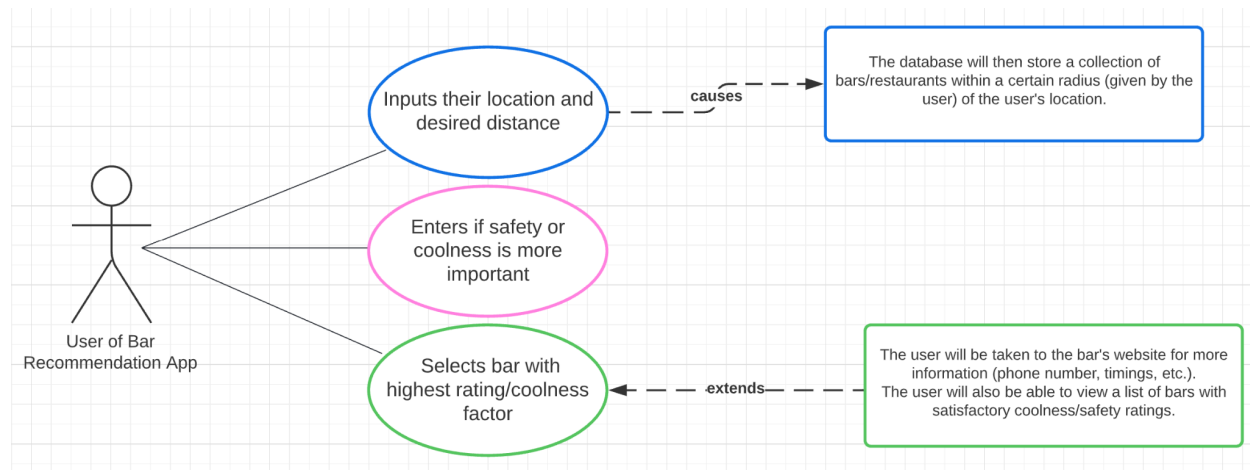 Inputs their location and
desired distance
causes
The database will then store a collection of
bars/restaurants within a certain radius (given by the
user) of the user's location.
Enters if safety or
coolness is more
important
User of Bar
Recommendation App
Selects bar with
highest rating/coolness
factor
extends
The user will be taken to the bar's website for more
information (phone number, timings, etc.).
The user will also be able to view a list of bars with
satisfactory coolness/safety ratings.